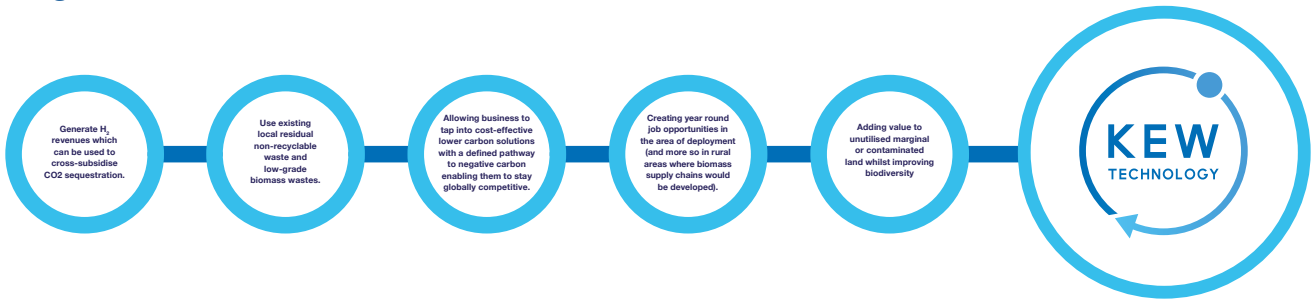 Generate H₂
revenues which
can be used to
cross-subsidise
CO2 sequestration.
Use existing
local residual
non-recyclable
waste and
low-grade
biomass wastes.
Allowing business to
tap into cost-effective
lower carbon solutions
with a defined pathway
to negative carbon
enabling them to stay
globally competitive.
Creating year round
job opportunities in
the area of deployment
(and more so in rural
areas where biomass
supply chains would
be developed).
Adding value to
unutilised marginal
or contaminated
land whilst improving
biodiversity
KEW
TECHNOLOGY